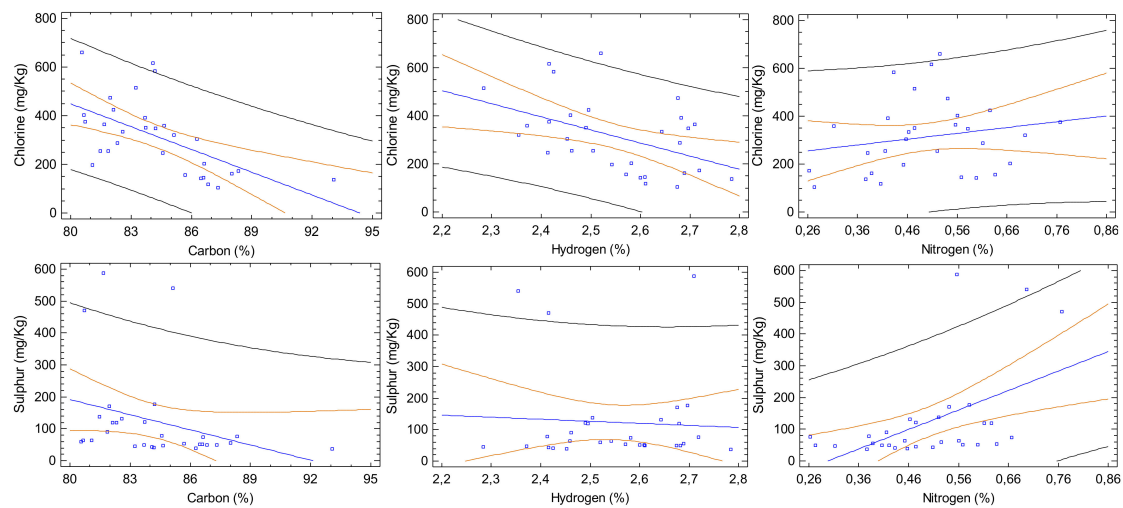 800
600
400
200
0
Chlorine (mg/Kg)
80 83 86 89 92 95
Carbon (%)
800
600
400
200
0
Chlorine (mg/Kg)
2,2 2,3 2,4 2,5 2,6 2,7 2,8
Hydrogen (%)
800
600
400
200
0
Chlorine (mg/Kg)
0,26 0,36 0,46 0,56 0,66 0,76 0,86
Nitrogen (%)
600
500
400
300
200
100
0
Sulphur (mg/Kg)
80 83 86 89 92 95
Carbon (%)
600
500
400
300
200
100
0
Sulphur (mg/Kg)
2,2 2,3 2,4 2,5 2,6 2,7 2,8
Hydrogen (%)
600
500
400
300
200
100
0
Sulphur (mg/Kg)
0,26 0,36 0,46 0,56 0,66 0,76 0,86
Nitrogen (%)